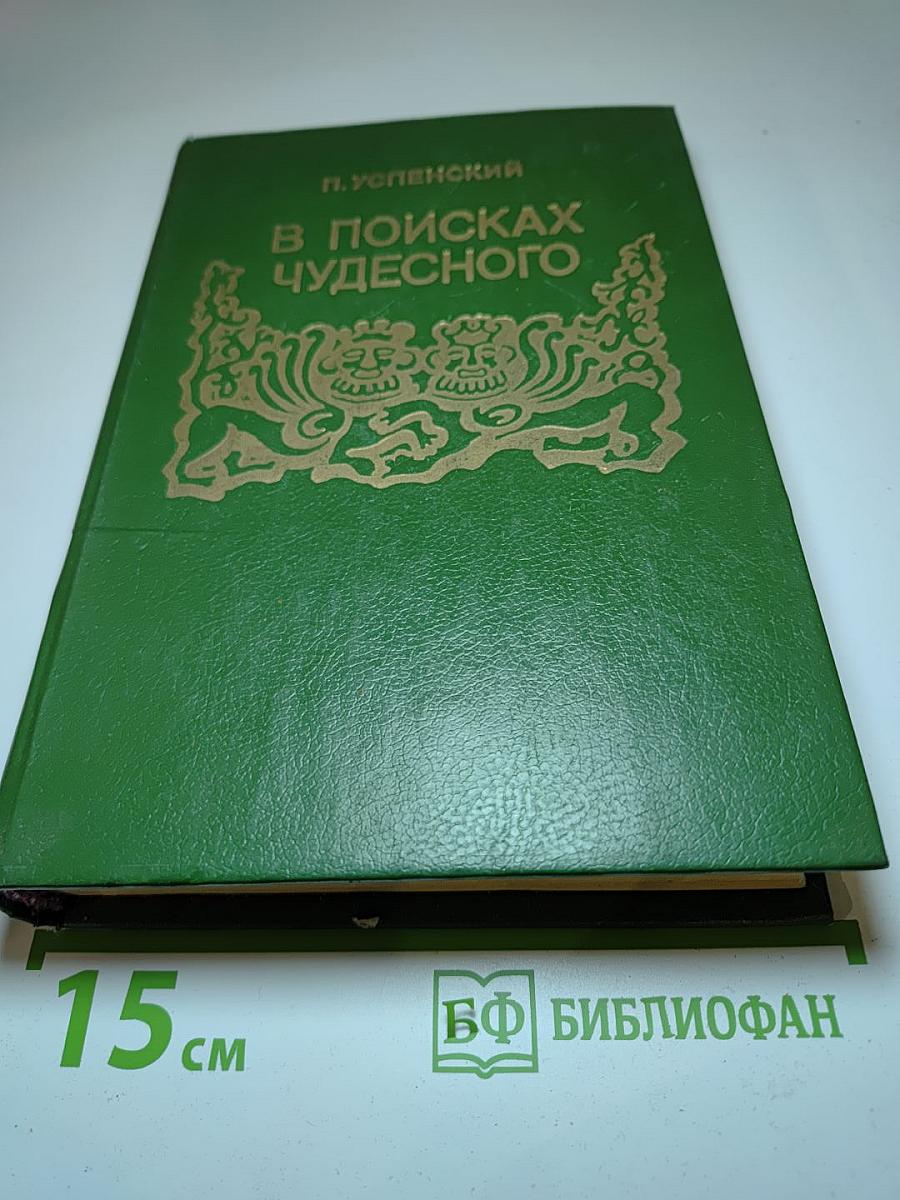 П. УСПЕНСКИЙ
В ПОИСКАХ
ЧУДЕСНОГО
15 см
БФ БИБЛИОФАН